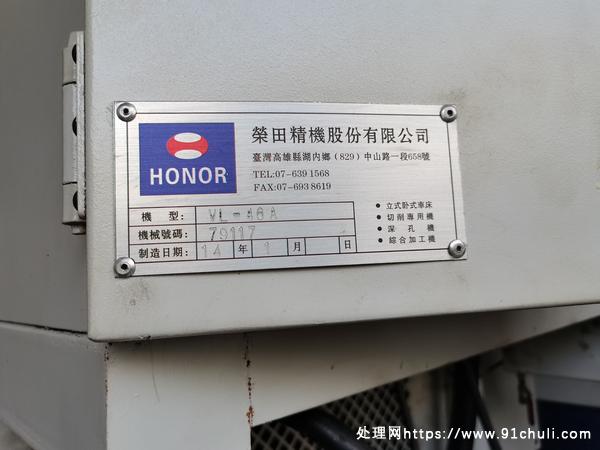 榮田精機股份有限公司
臺灣高雄縣湖內鄉（829）中山路一段658號
HONOR
TEL:07-639 1568
FAX:07-693 8619
機 型: VL-46A
機械號碼: 79117
制造日期: 14 年 1 月 日
• 立式卧式車床
• 切削專用機
• 深孔機
• 綜合加工機
处理网https://www.91chuli.com/